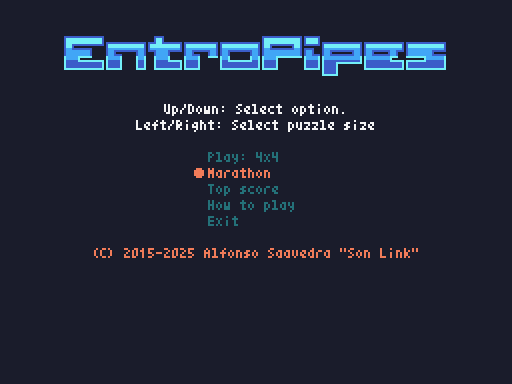 EntroPipes
Up/Down: Select option.
Left/Right: Select puzzle size
Play: 4x4
Marathon
Top score
How to play
Exit
(C) 2015-2025 Alfonso Saavedra "Son Link"